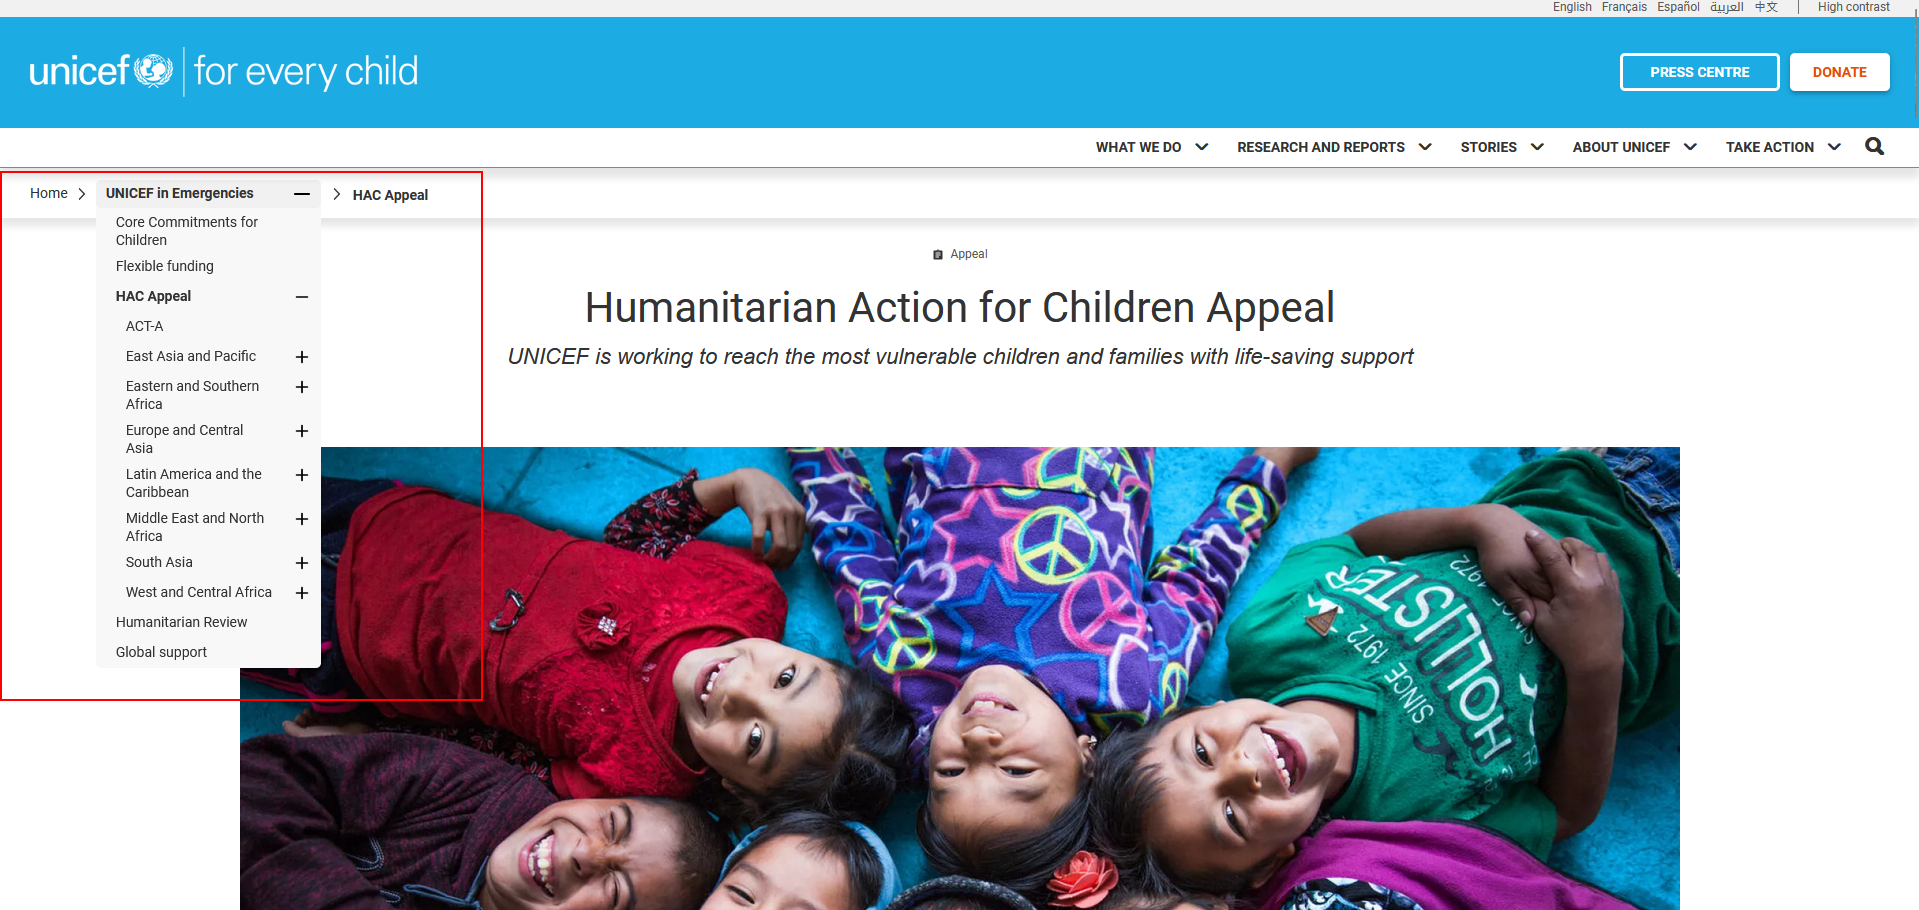 English Français Español العربية 中文 High contrast
unicef for every child
PRESS CENTRE DONATE
WHAT WE DO RESEARCH AND REPORTS STORIES ABOUT UNICEF TAKE ACTION
Home UNICEF in Emergencies HAC Appeal
Core Commitments for
Children
Flexible funding
HAC Appeal
ACT-A
East Asia and Pacific
Eastern and Southern
Africa
Europe and Central
Asia
Latin America and the
Caribbean
Middle East and North
Africa
South Asia
West and Central Africa
Humanitarian Review
Global support
Appeal
Humanitarian Action for Children Appeal
UNICEF is working to reach the most vulnerable children and families with life-saving support
HOLLISTER
SINCE 1972